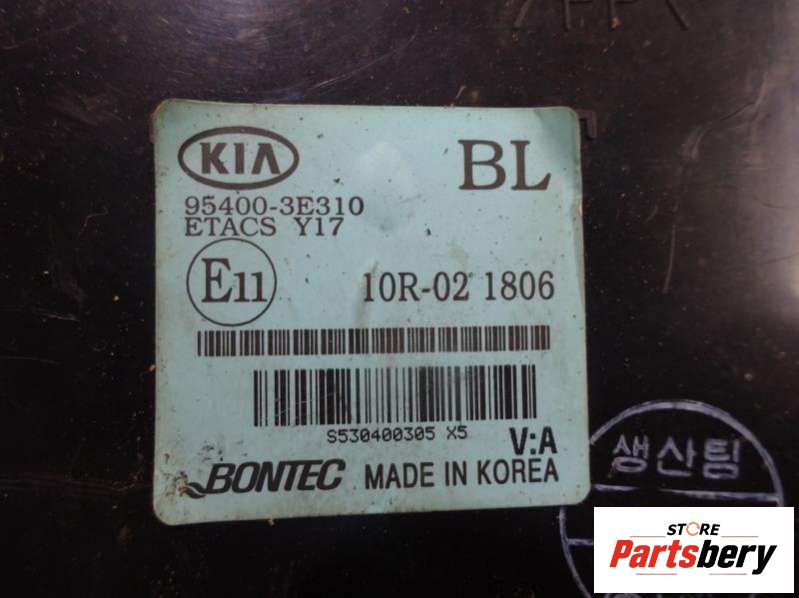 KIA
BL
95400-3E310
ETACS Y17
E11
10R-02 1806
S530400305 X5
V:A
BONTEC MADE IN KOREA
생산팀
STORE
Partsbery